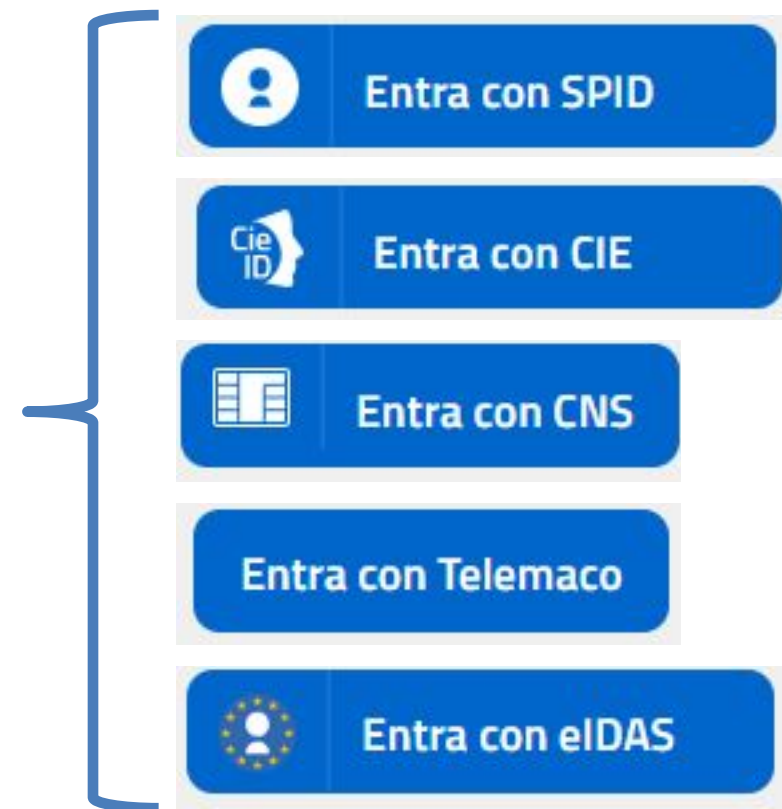 Entra con SPID
Cie
ID
Entra con CIE
Entra con CNS
Entra con Telemaco
Entra con eIDAS